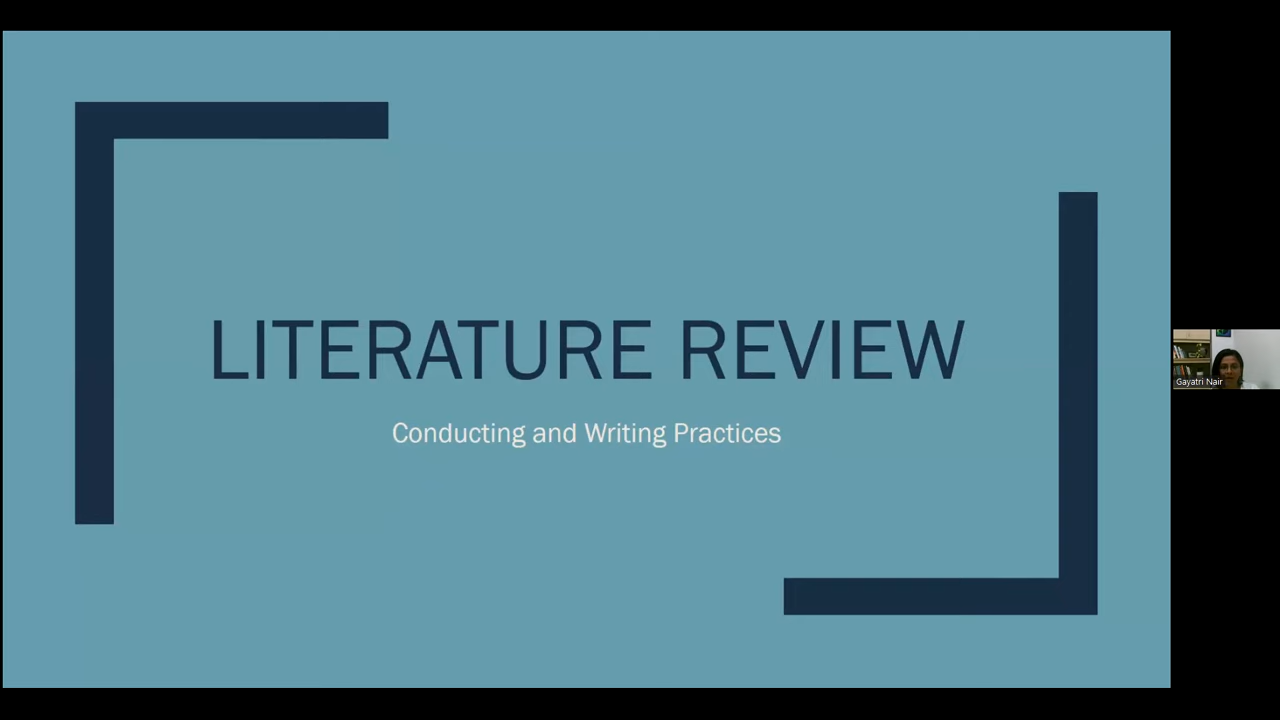 LITERATURE REVIEW
Conducting and Writing Practices
Gayatri Nair